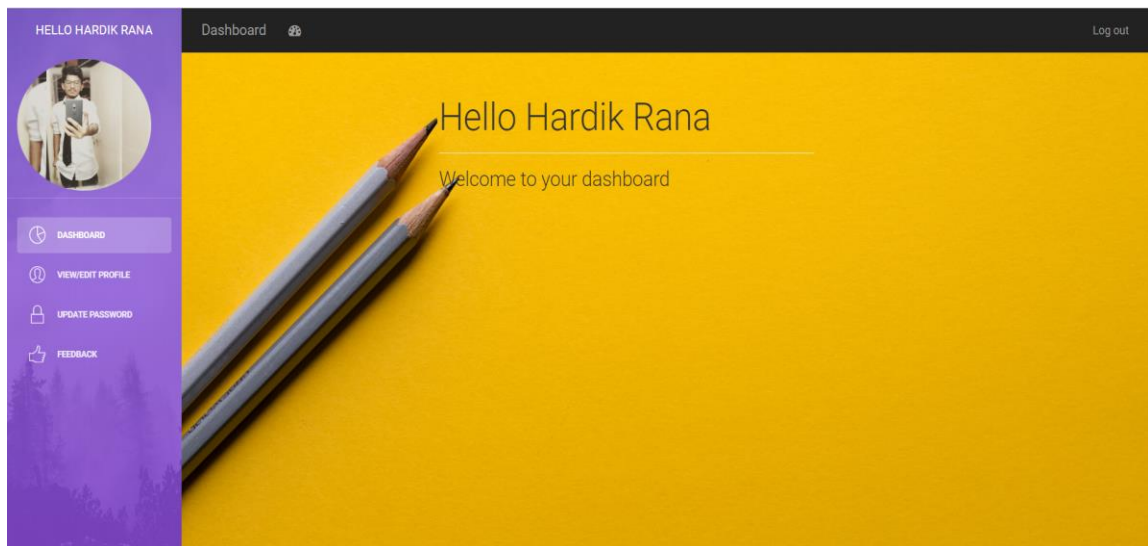 HELLO HARDIK RANA
Dashboard
Log out
Hello Hardik Rana
Welcome to your dashboard
DASHBOARD
VIEW/EDIT PROFILE
UPDATE PASSWORD
FEEDBACK